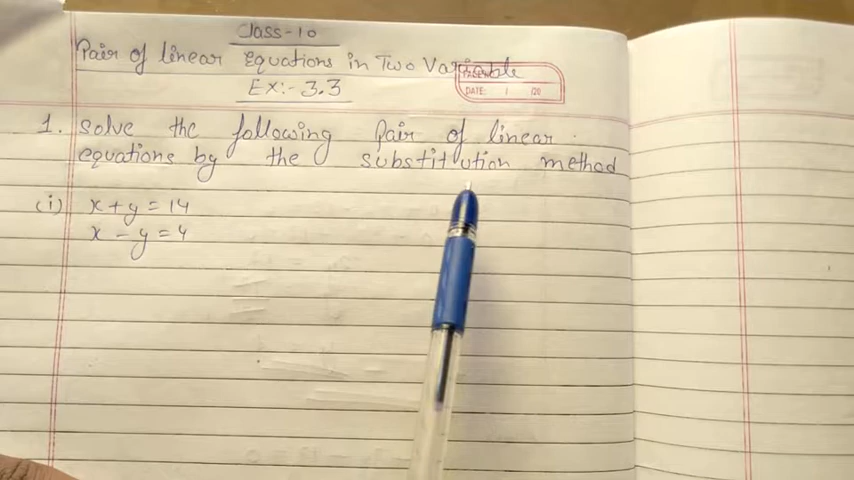 Class-10
Pair of linear Equations in Two Variable
Ex:- 3.3
DATE: / /20
1. Solve the following Pair of linear
equations by the substitution method
(i) x + y = 14
x - y = 4